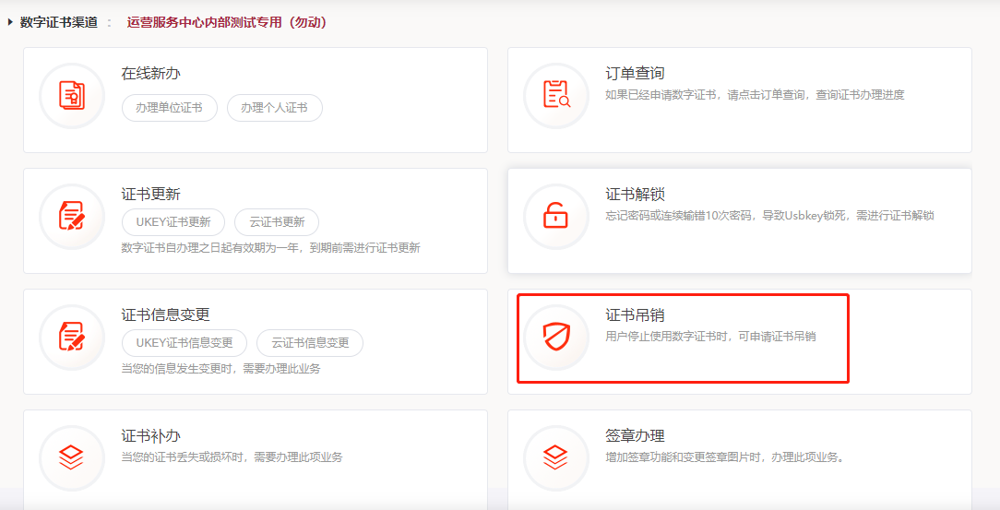 数字证书渠道 : 运营服务中心内部测试专用（勿动）
在线新办
办理单位证书 办理个人证书
订单查询
如果已经申请数字证书，请点击订单查询，查询证书办理进度
证书更新
UKEY证书更新 云证书更新
数字证书自办理之日起有效期为一年，到期前需进行证书更新
证书解锁
忘记密码或连续输错10次密码，导致Usbkey锁死，需进行证书解锁
证书信息变更
UKEY证书信息变更 云证书信息变更
当您的信息发生变更时，需要办理此业务
证书吊销
用户停止使用数字证书时，可申请证书吊销
证书补办
当您的证书丢失或损坏时，需要办理此项业务
签章办理
增加签章功能和变更签章图片时，办理此项业务。